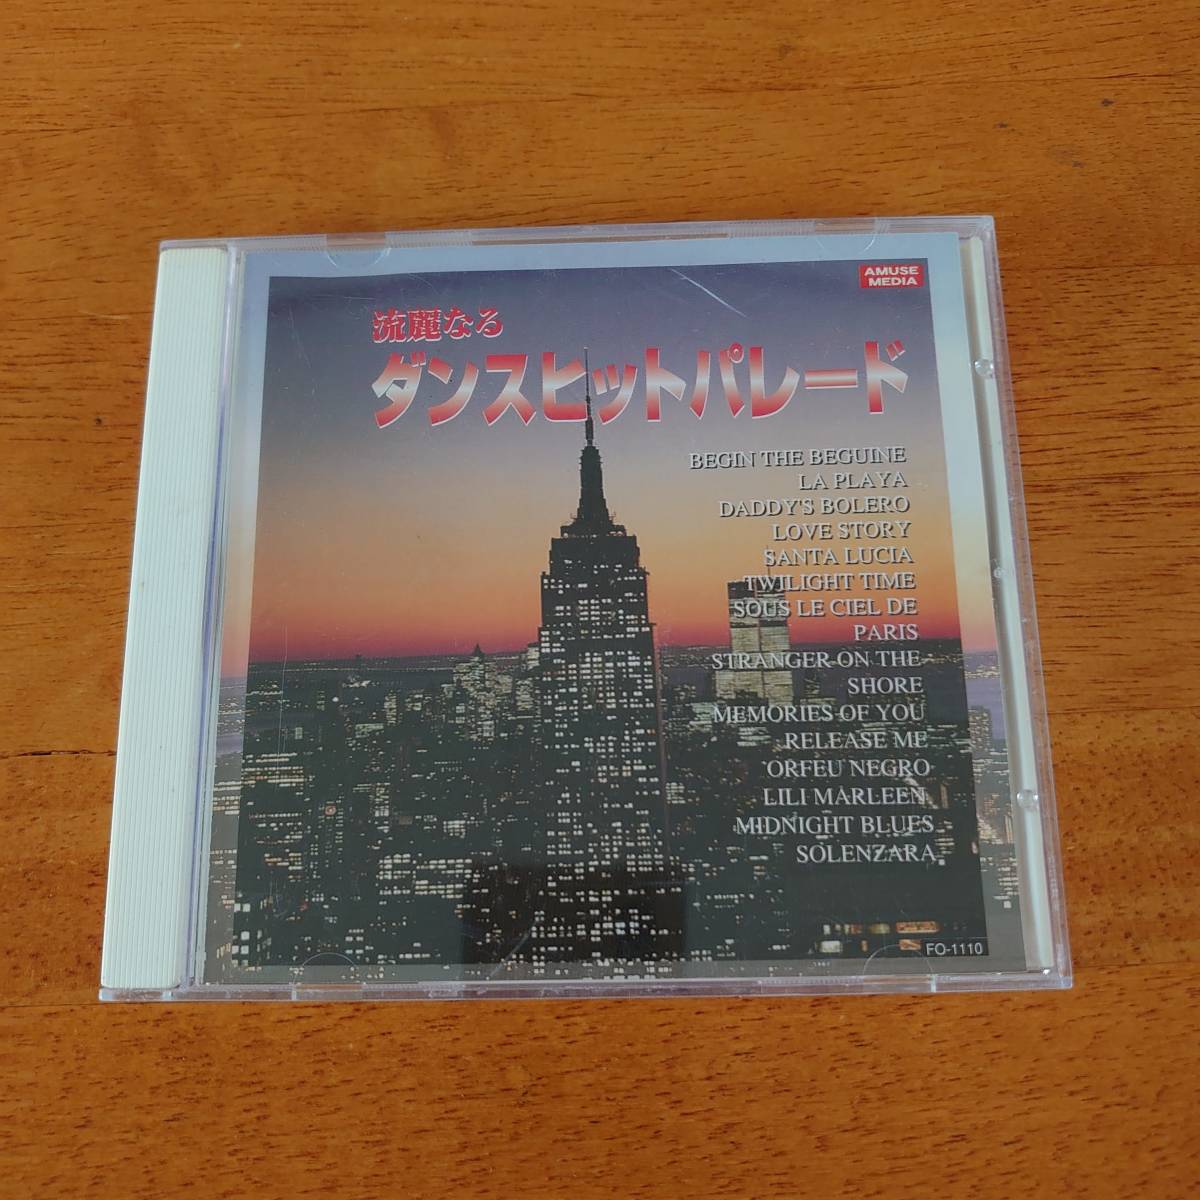 AMUSE
MEDIA
流麗なる
ダンスヒットパレード
BEGIN THE BEGUINE
LA PLAYA
DADDY'S BOLERO
LOVE STORY
SANTA LUCIA
TWILIGHT TIME
SOUS LE CIEL DE
PARIS
STRANGER ON THE
SHORE
MEMORIES OF YOU
RELEASE ME
ORFEU NEGRO
LILI MARLEEN
MIDNIGHT BLUES
SOLENZARA
FO-1110